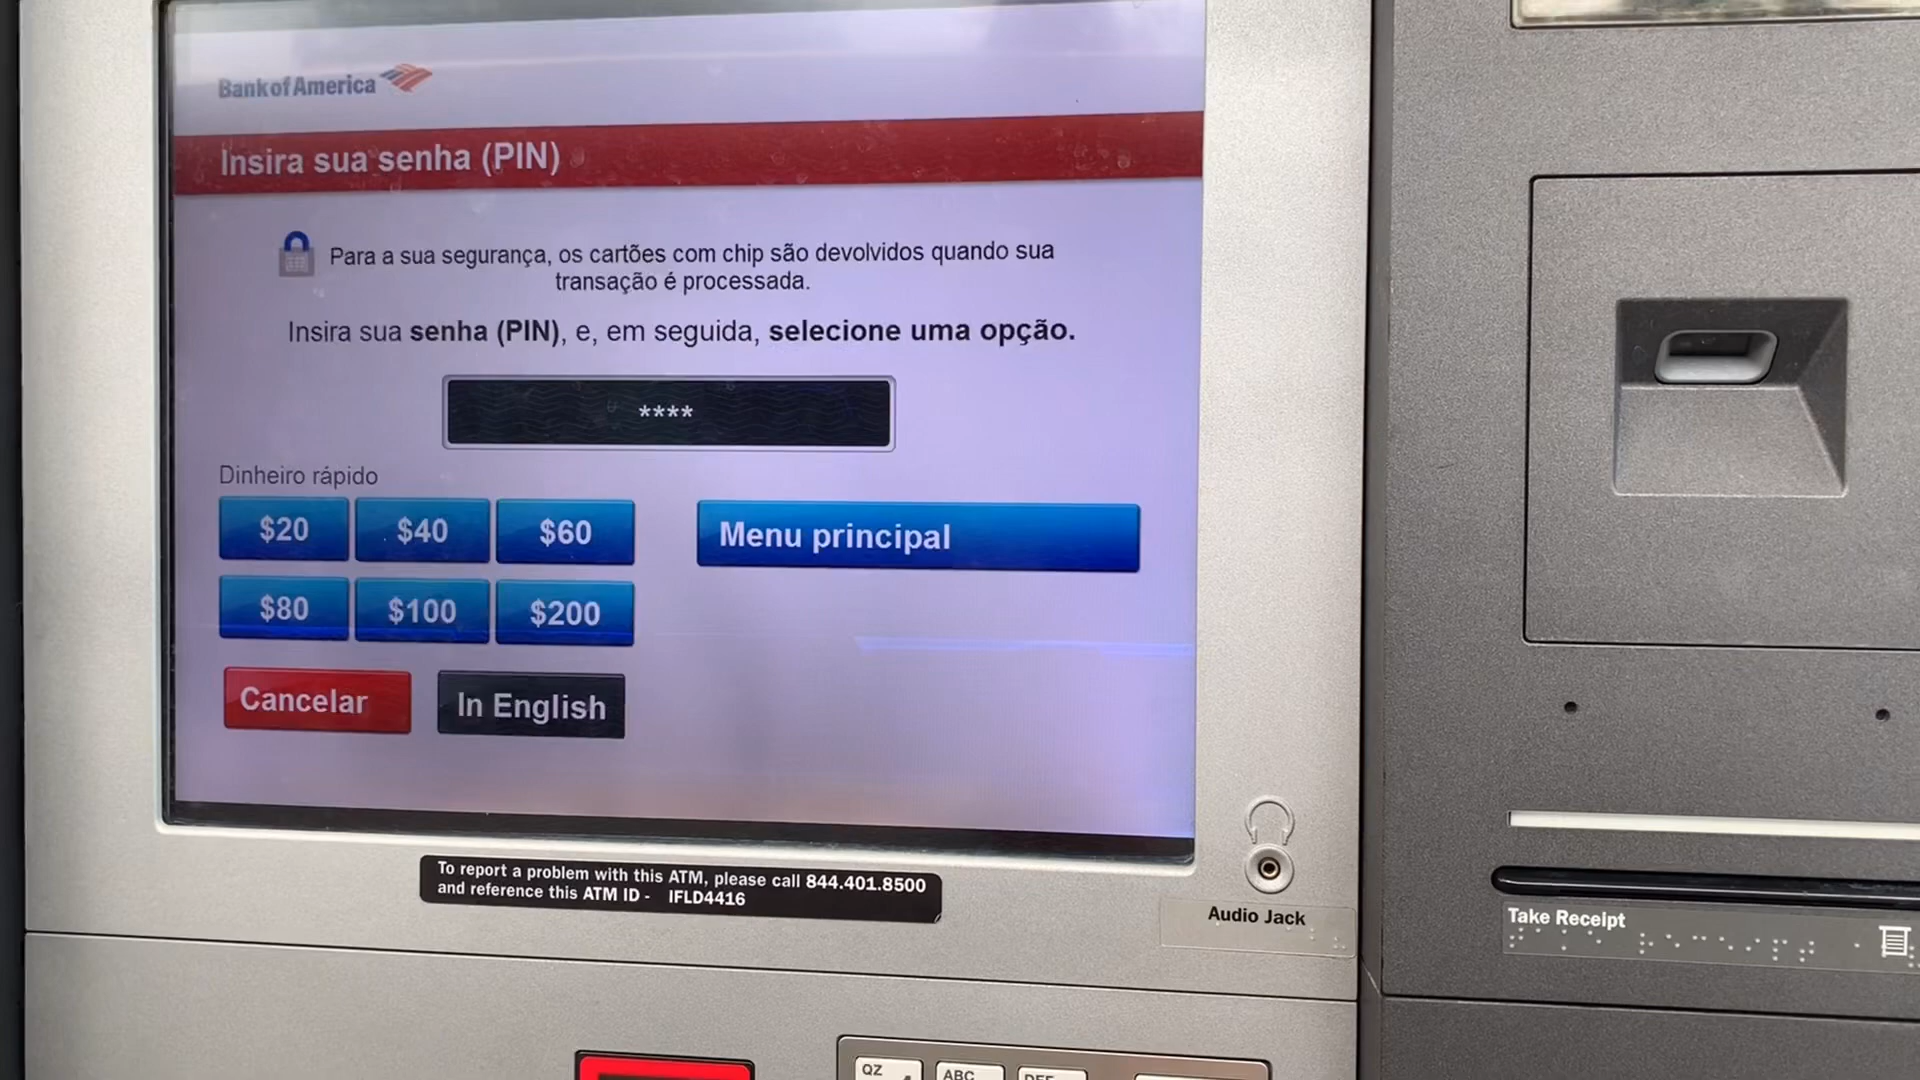 Bank of America
Insira sua senha (PIN)
Para a sua segurança, os cartões com chip são devolvidos quando sua
transação é processada.
Insira sua senha (PIN), e, em seguida, selecione uma opção.
****
Dinheiro rápido
$20 $40 $60
Menu principal
$80 $100 $200
Cancelar
In English
To report a problem with this ATM, please call 844.401.8500
and reference this ATM ID - IFLD4416
Audio Jack
Take Receipt
QZ
ABC